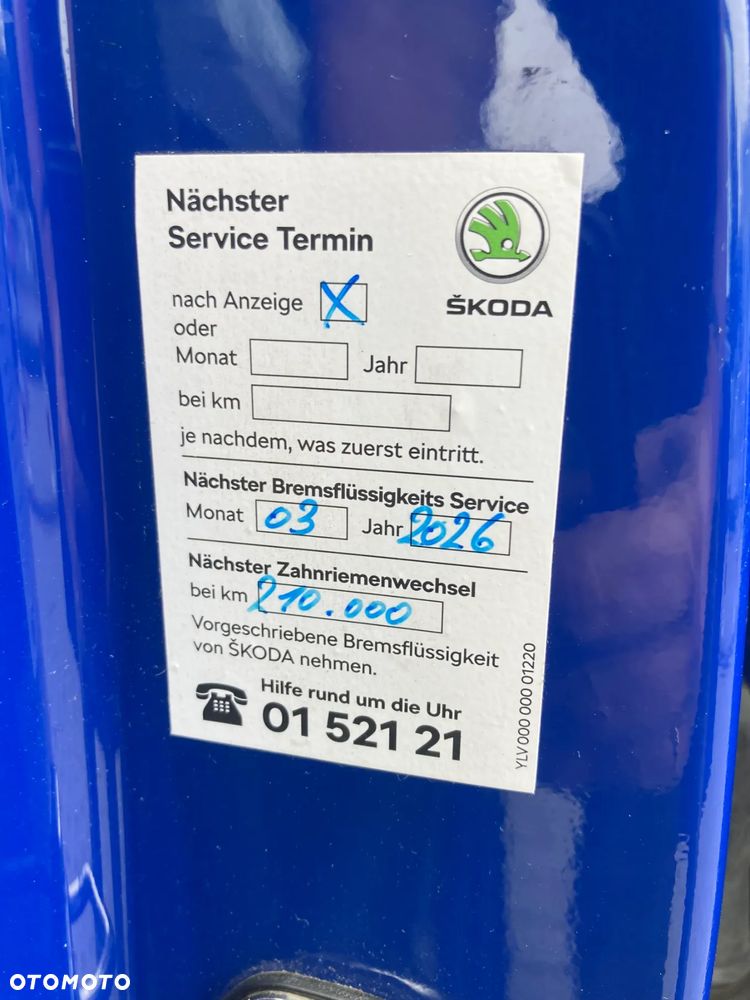 Nächster
Service Termin
ŠKODA
nach Anzeige X
oder
Monat Jahr
bei km
je nachdem, was zuerst eintritt.
Nächster Bremsflüssigkeits Service
Monat 03 Jahr 2026
Nächster Zahnriemenwechsel
bei km 210.000
Vorgeschriebene Bremsflüssigkeit
von ŠKODA nehmen.
Hilfe rund um die Uhr
01 521 21
YLV 000 000 01220
OTOMOTO